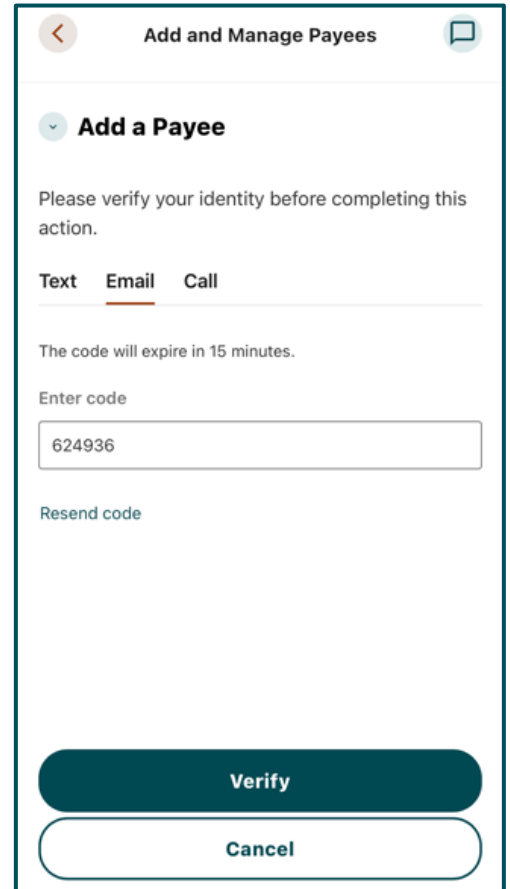 Add and Manage Payees
Add a Payee
Please verify your identity before completing this
action.
Text Email Call
The code will expire in 15 minutes.
Enter code
624936
Resend code
Verify
Cancel